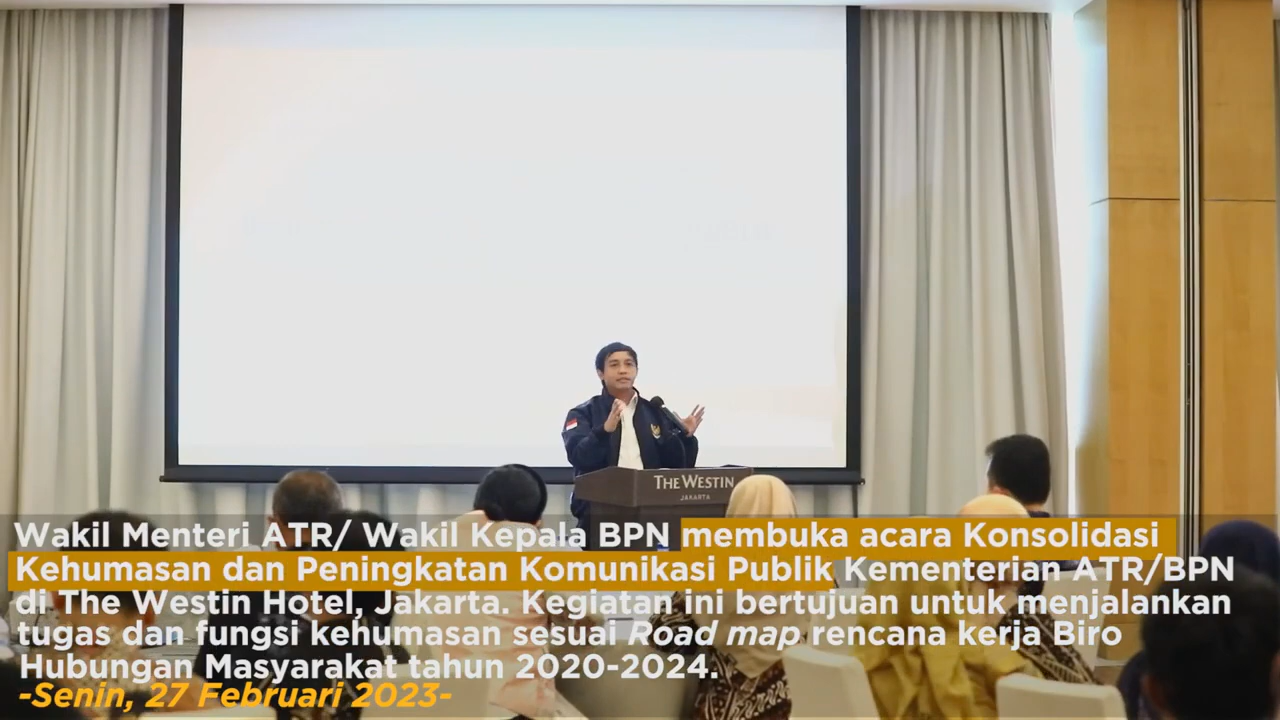 THE WESTIN
JAKARTA
Wakil Menteri ATR/ Wakil Kepala BPN membuka acara Konsolidasi
Kehumasan dan Peningkatan Komunikasi Publik Kementerian ATR/BPN
di The Westin Hotel, Jakarta. Kegiatan ini bertujuan untuk menjalankan
tugas dan fungsi kehumasan sesuai Road map rencana kerja Biro
Hubungan Masyarakat tahun 2020-2024.
-Senin, 27 Februari 2023-